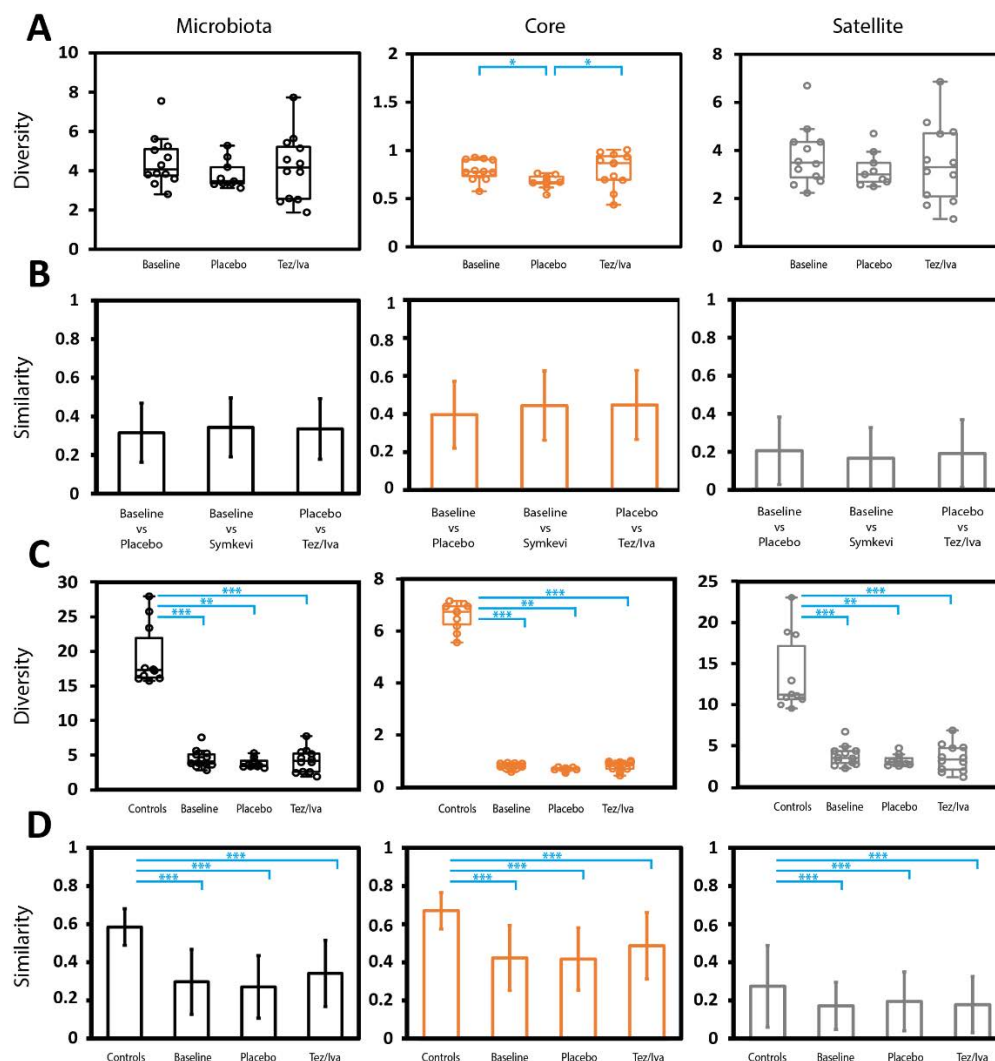 A
Microbiota
Core
Satellite
Diversity
10
8
6
4
2
0
Baseline
Placebo
Tez/Iva
2
1.5
1
0.5
0
*
*
Baseline
Placebo
Tez/Iva
8
6
4
2
0
Baseline
Placebo
Tez/Iva
B
Similarity
1
0.8
0.6
0.4
0.2
0
Baseline
vs
Placebo
Baseline
vs
Symkevi
Placebo
vs
Tez/Iva
1
0.8
0.6
0.4
0.2
0
Baseline
vs
Placebo
Baseline
vs
Symkevi
Placebo
vs
Tez/Iva
1
0.8
0.6
0.4
0.2
0
Baseline
vs
Placebo
Baseline
vs
Symkevi
Placebo
vs
Tez/Iva
C
Diversity
30
25
20
15
10
5
0
***
**
***
Controls
Baseline
Placebo
Tez/Iva
8
6
4
2
0
***
**
***
Controls
Baseline
Placebo
Tez/Iva
25
20
15
10
5
0
***
**
***
Controls
Baseline
Placebo
Tez/Iva
D
Similarity
1
0.8
0.6
0.4
0.2
0
***
***
***
Controls
Baseline
Placebo
Tez/Iva
1
0.8
0.6
0.4
0.2
0
***
***
***
Controls
Baseline
Placebo
Tez/Iva
1
0.8
0.6
0.4
0.2
0
***
***
***
Controls
Baseline
Placebo
Tez/Iva